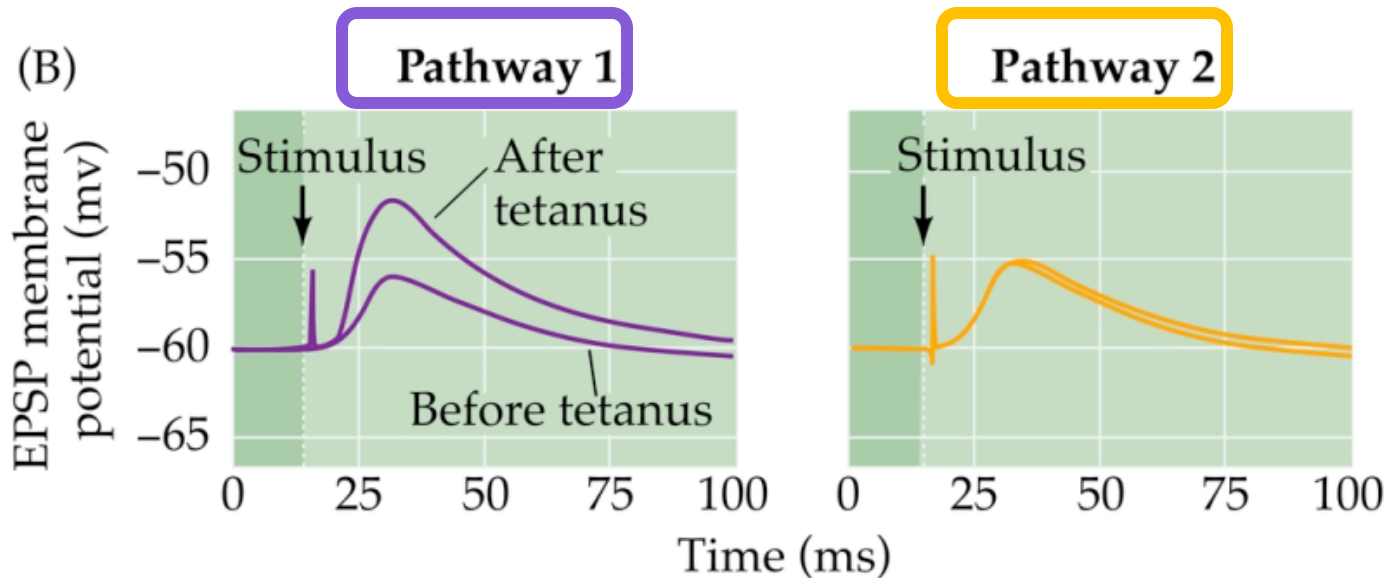 (B)
Pathway 1
Pathway 2
EPSP membrane
potential (mv)
−50
−55
−60
−65
Stimulus
After
tetanus
Before tetanus
0 25 50 75 100
Stimulus
0 25 50 75 100
Time (ms)